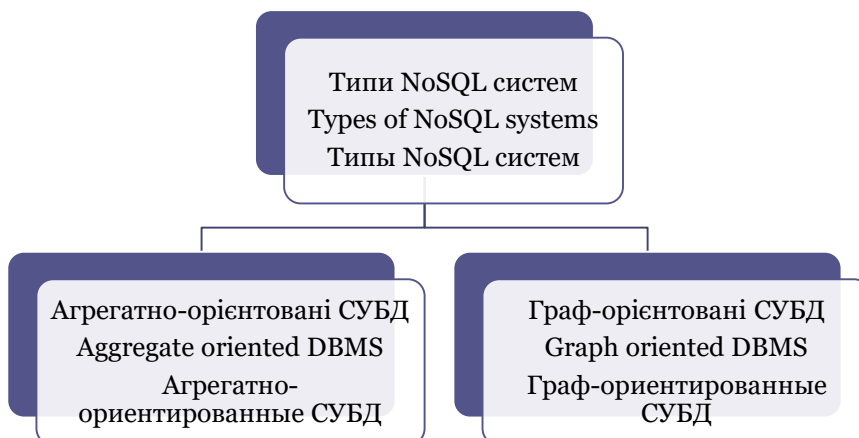 Типи NoSQL систем
Types of NoSQL systems
Типы NoSQL систем
Агрегатно-орієнтовані СУБД
Aggregate oriented DBMS
Агрегатно-
ориентированные СУБД
Граф-орієнтовані СУБД
Graph oriented DBMS
Граф-ориентированные
СУБД